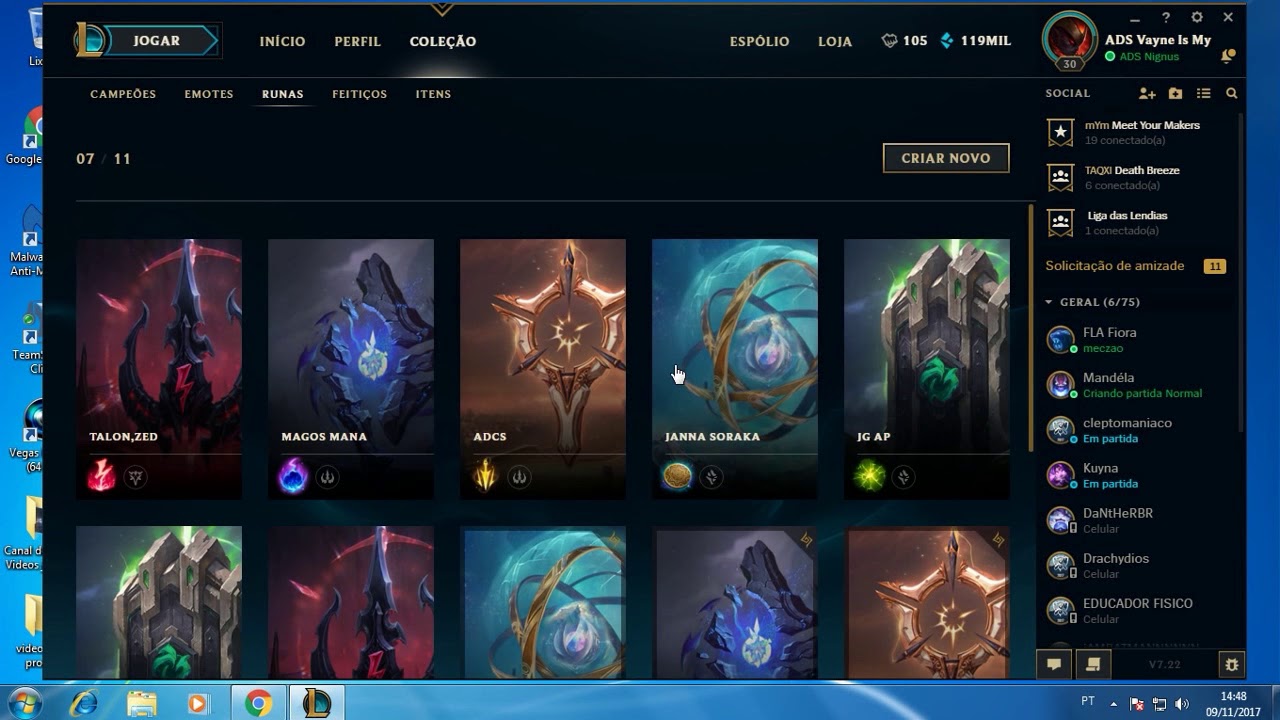 JOGAR
INÍCIO
PERFIL
COLEÇÃO
ESPÓLIO
LOJA
105
119MIL
30
ADS Vayne Is My
ADS Nignus
CAMPEÕES
EMOTES
RUNAS
FEITIÇOS
ITENS
07 / 11
CRIAR NOVO
TALON,ZED
MAGOS MANA
ADCS
JANNA SORAKA
JG AP
SOCIAL
mYm Meet Your Makers
19 conectado(a)
TAQXI Death Breeze
6 conectado(a)
Liga das Lendias
1 conectado(a)
Solicitação de amizade 11
GERAL (6/75)
FLA Fiora
meczao
Mandéla
Criando partida Normal
cleptomaniaco
Em partida
Kuyna
Em partida
DaNtHeRBR
Celular
Drachydios
Celular
EDUCADOR FISICO
Celular
V7.22
Lix
Google
Malwa
Anti-M
TeamS
Cli
Vegas
(64
Canal d
Videos
video
pro
PT
14:48
09/11/2017